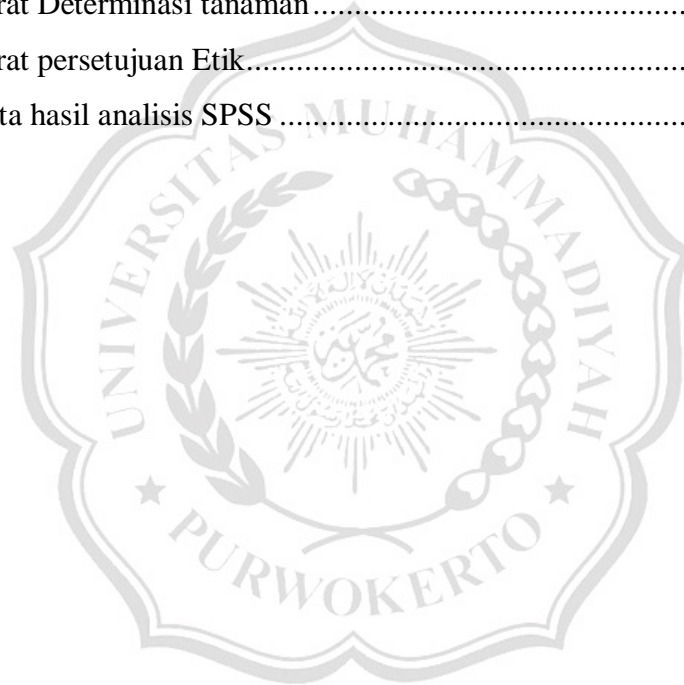 rat Determinasi tanaman......................................................
rat persetujuan Etik................................................................
ta hasil analisis SPSS...........................................................
UNIVERSITAS MUHAMMADIYAH
PURWOKERTO